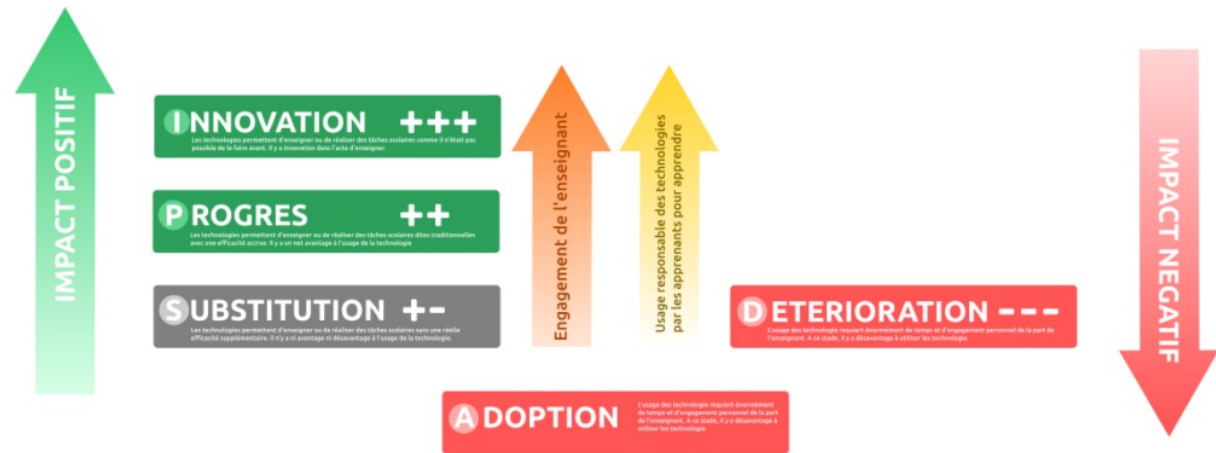 IMPACT POSITIF
INNOVATION +++
Les technologies permettent d'enseigner ou de réaliser des tâches scolaires comme il n'était pas
possible de la faire avant. Il y a innovation dans l'acte d'enseigner.
PROGRES ++
Les technologies permettent d'enseigner ou de réaliser des tâches scolaires dites traditionnelles
avec une efficacité accrue. Il y a un net avantage à l'usage de la technologie
SUBSTITUTION +-
Les technologies permettent d'enseigner ou de réaliser des tâches scolaires sans une réelle
efficacité supplémentaire. Il n'y a ni avantage ni désavantage à l'usage de la technologie.
Engagement de l'enseignant
Usage responsable des technologies
par les apprenants pour apprendre
DETERIORATION ---
L'usage des technologie requiert énormément de temps et d'engagement personnel de la part de
l'enseignant. A ce stade, il y a désavantage à utiliser les technologie
ADOPTION
L'usage des technologie requiert énormément
de temps et d'engagement personnel de la part
de l'enseignant. A ce stade, il y a désavantage à
utiliser les technologie
IMPACT NEGATIF